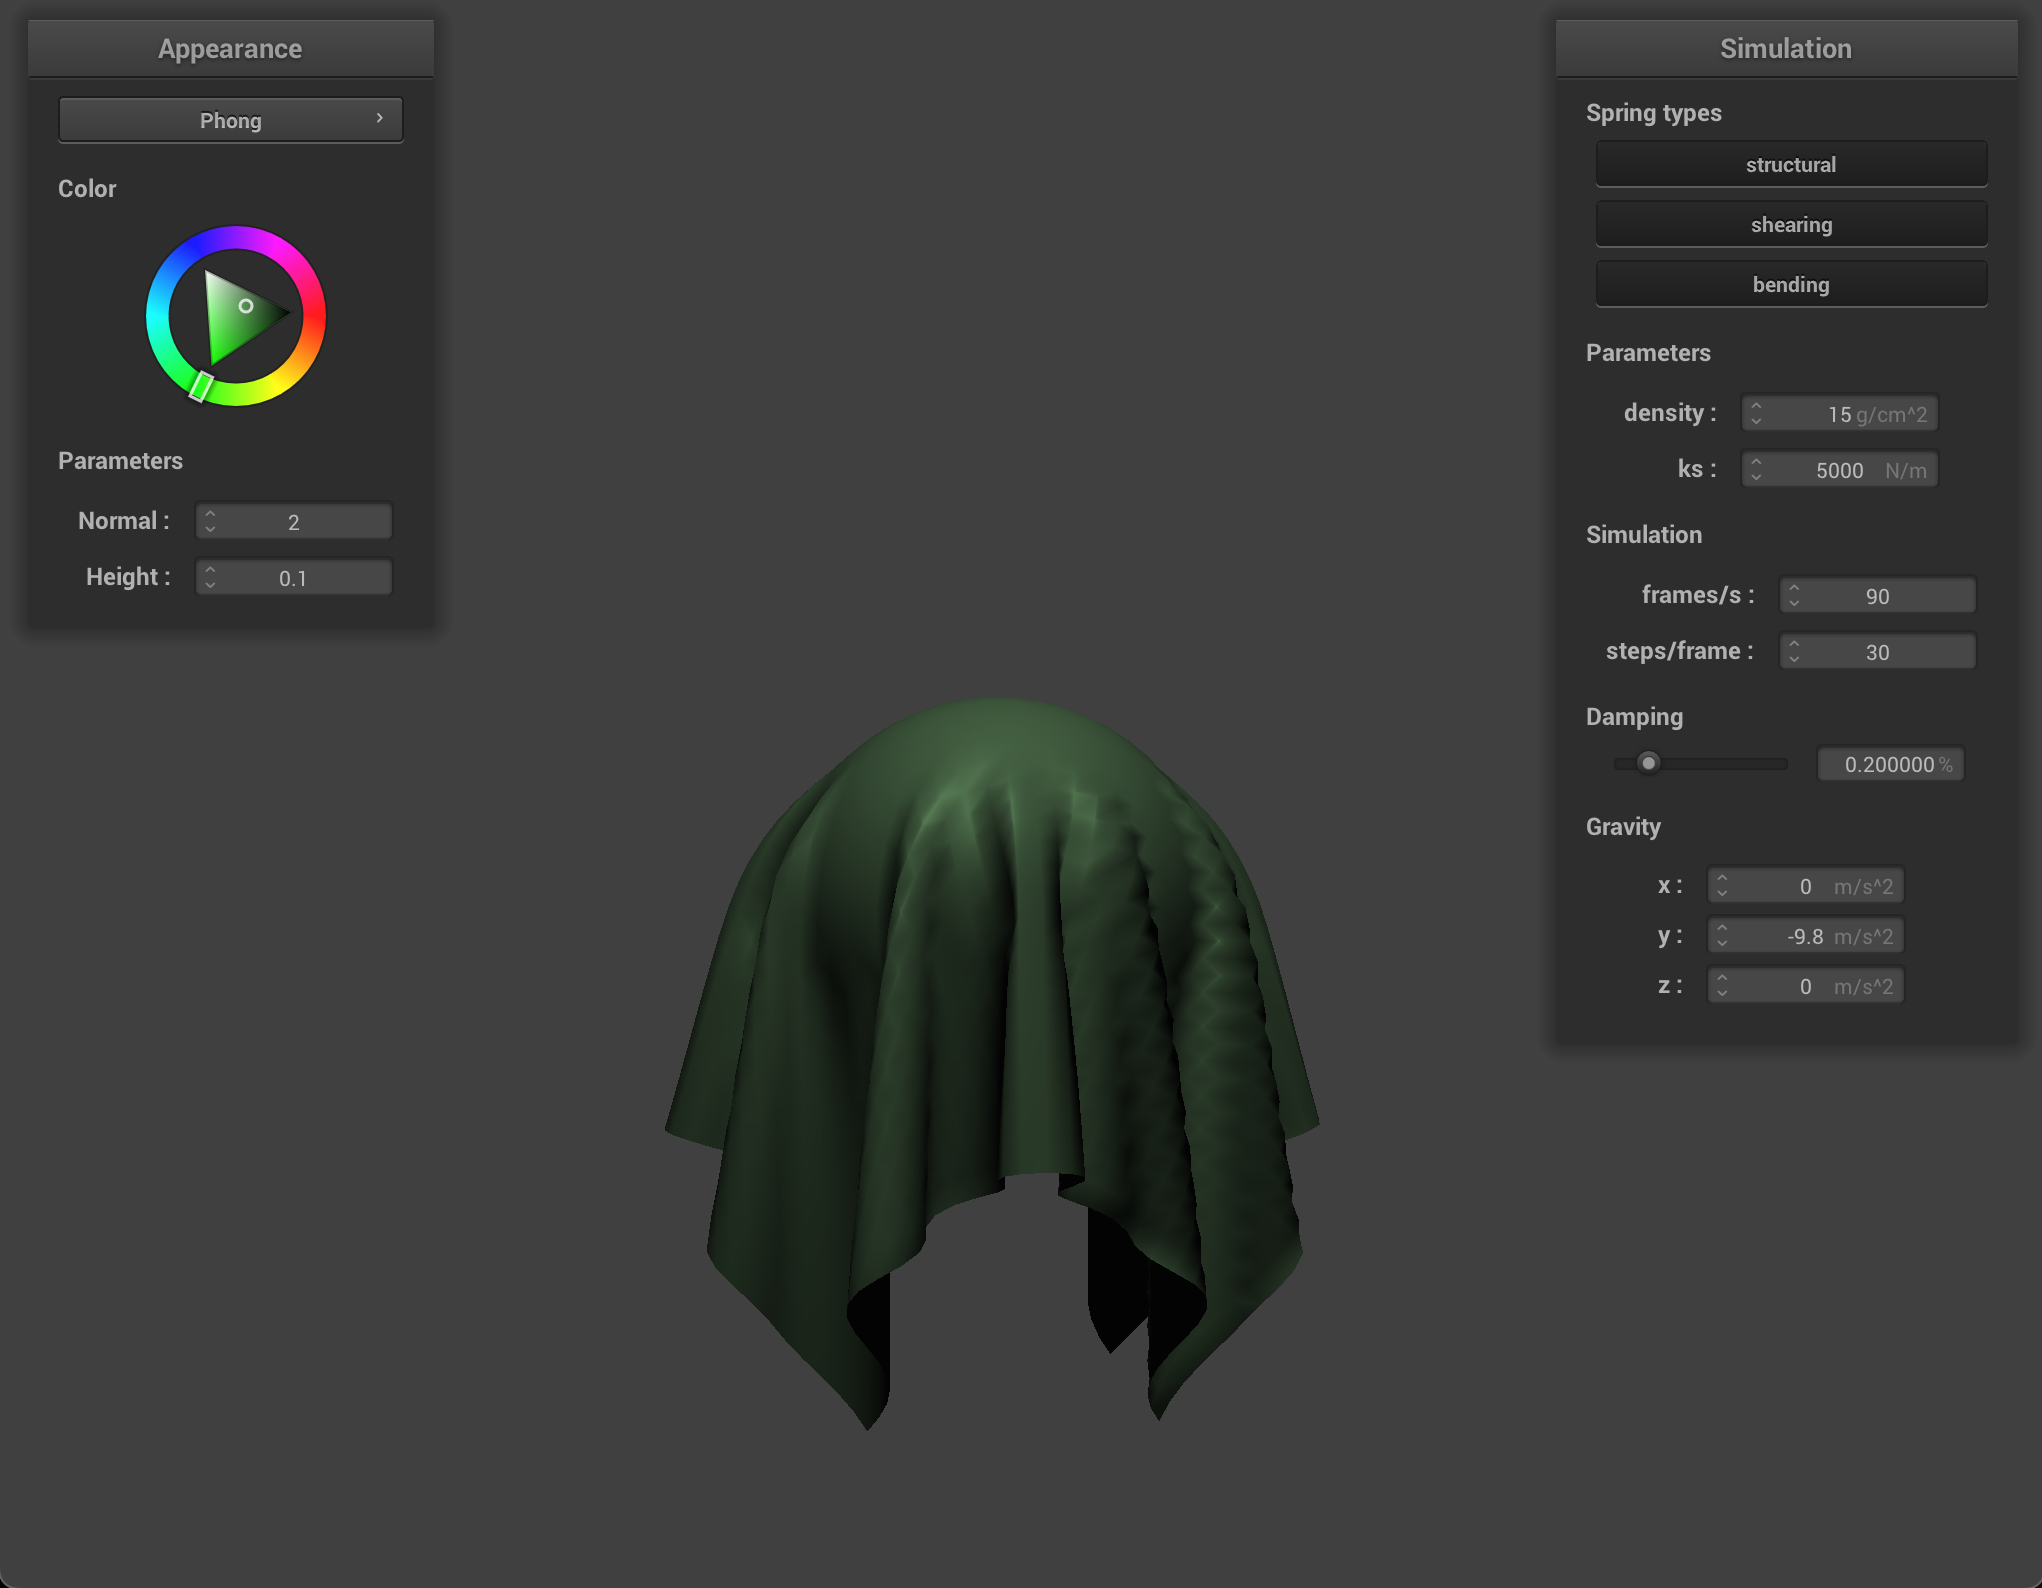 Appearance
Phong
Color
Parameters
Normal : 2
Height : 0.1
Simulation
Spring types
structural
shearing
bending
Parameters
density : 15 g/cm^2
ks : 5000 N/m
Simulation
frames/s : 90
steps/frame : 30
Damping
0.200000 %
Gravity
x : 0 m/s^2
y : -9.8 m/s^2
z : 0 m/s^2